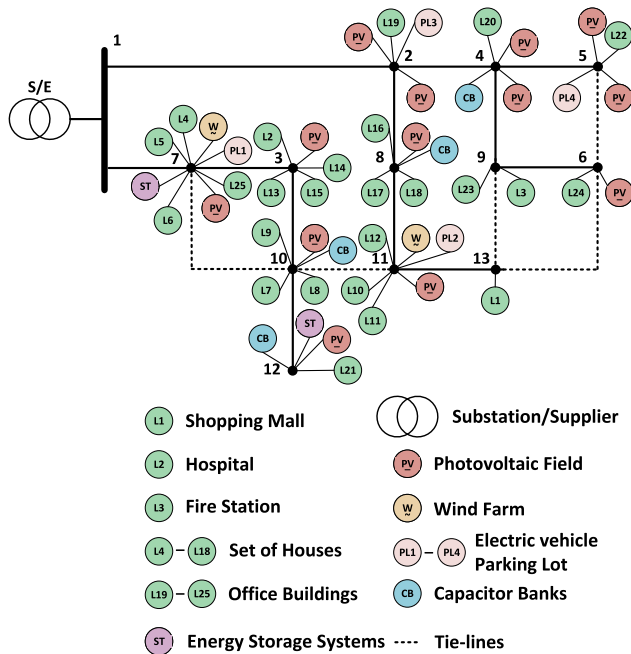 1
S/E
PV
L19
PL3
2
PV
L20
4
PV
CB
PV
PV
L22
5
PL4
PV
L4
W
~
L5
PL1
7
ST
L25
L6
PV
L2
PV
3
L14
L13
L15
L16
PV
CB
8
L17
L18
9
L23
L3
6
L24
PV
L9
PV
CB
10
L7
L8
L12
W
~
PL2
11
L10
PV
L11
13
L1
CB
ST
PV
12
L21
L1 Shopping Mall
L2 Hospital
L3 Fire Station
L4 – L18 Set of Houses
L19 – L25 Office Buildings
ST Energy Storage Systems
Substation/Supplier
PV Photovoltaic Field
W
~
Wind Farm
PL1 – PL4 Electric vehicle
Parking Lot
CB Capacitor Banks
Tie-lines